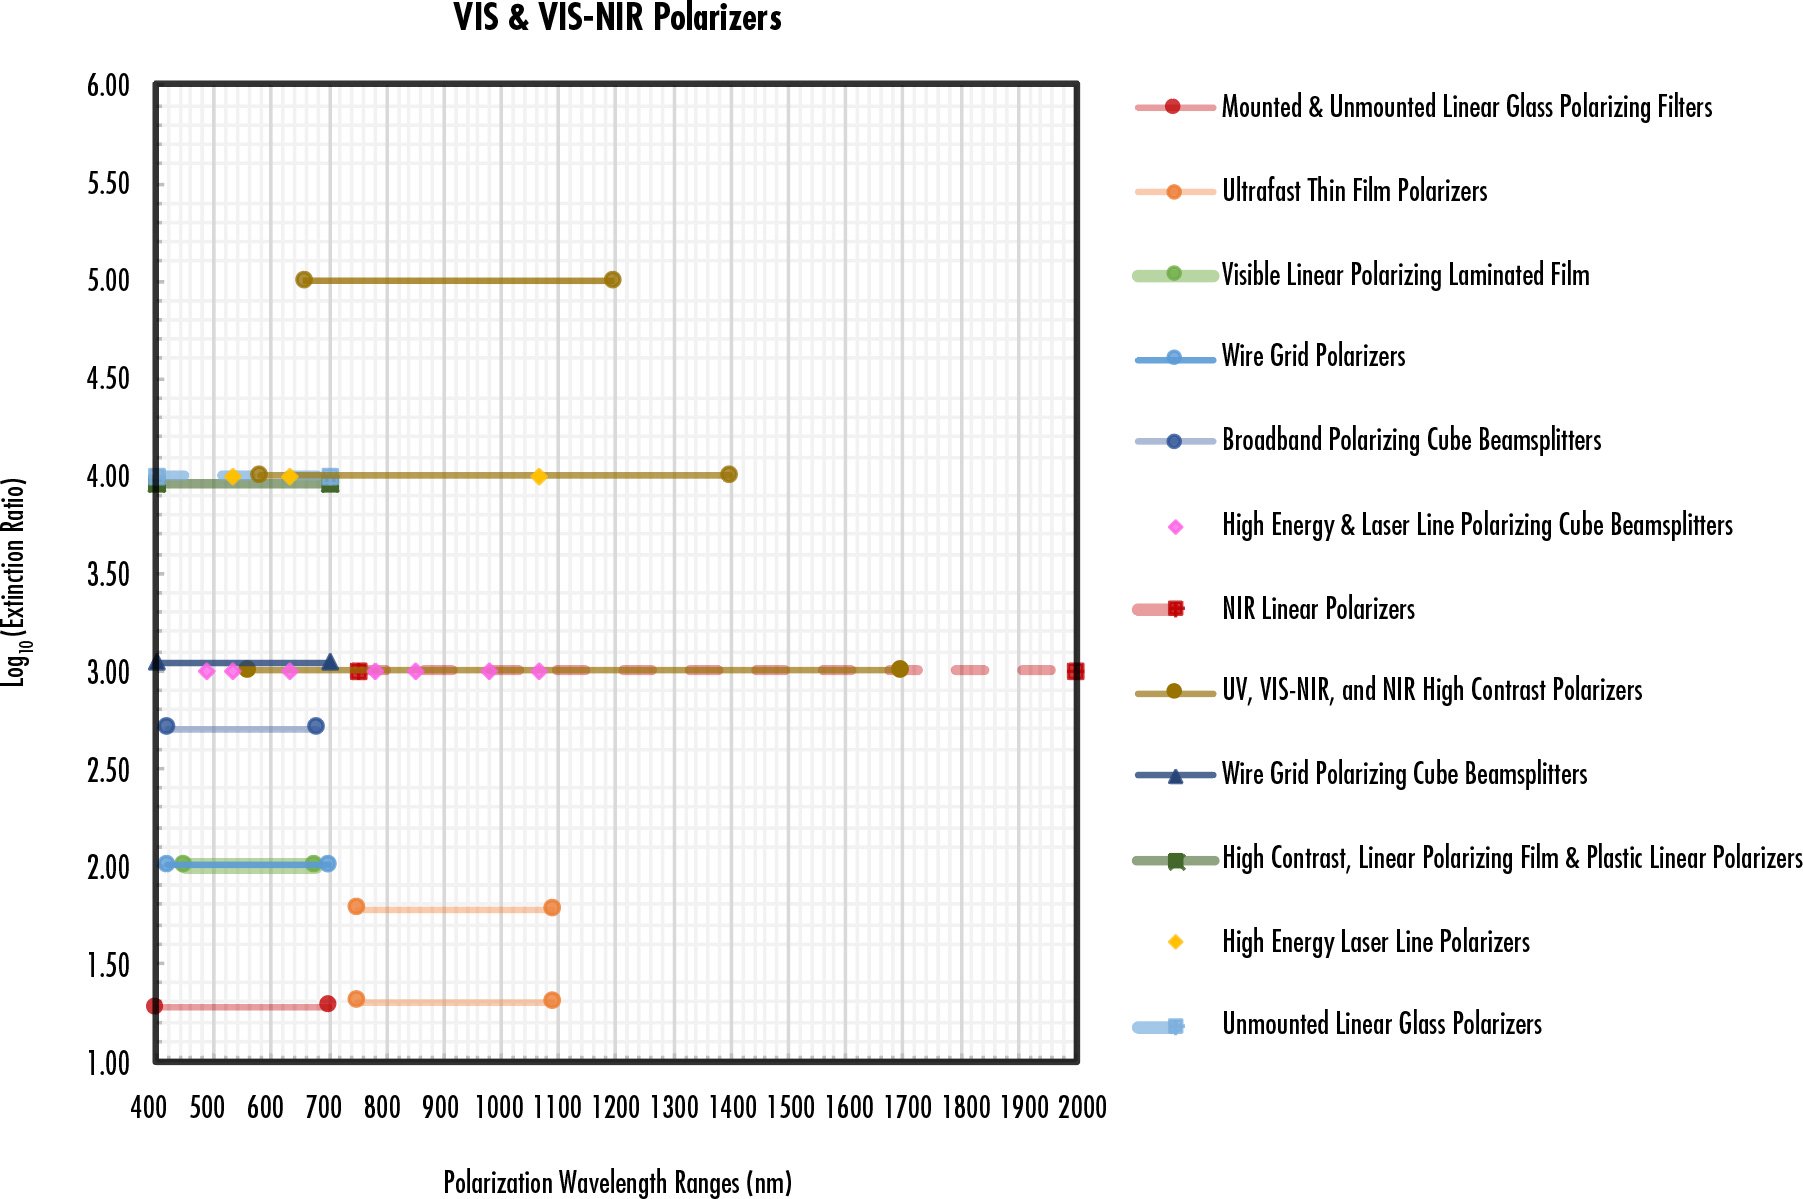 VIS & VIS-NIR Polarizers
6.00
5.50
5.00
4.50
4.00
3.50
3.00
2.50
2.00
1.50
1.00
Log10(Extinction Ratio)
400 500 600 700 800 900 1000 1100 1200 1300 1400 1500 1600 1700 1800 1900 2000
Polarization Wavelength Ranges (nm)
Mounted & Unmounted Linear Glass Polarizing Filters
Ultrafast Thin Film Polarizers
Visible Linear Polarizing Laminated Film
Wire Grid Polarizers
Broadband Polarizing Cube Beamsplitters
High Energy & Laser Line Polarizing Cube Beamsplitters
NIR Linear Polarizers
UV, VIS-NIR, and NIR High Contrast Polarizers
Wire Grid Polarizing Cube Beamsplitters
High Contrast, Linear Polarizing Film & Plastic Linear Polarizers
High Energy Laser Line Polarizers
Unmounted Linear Glass Polarizers